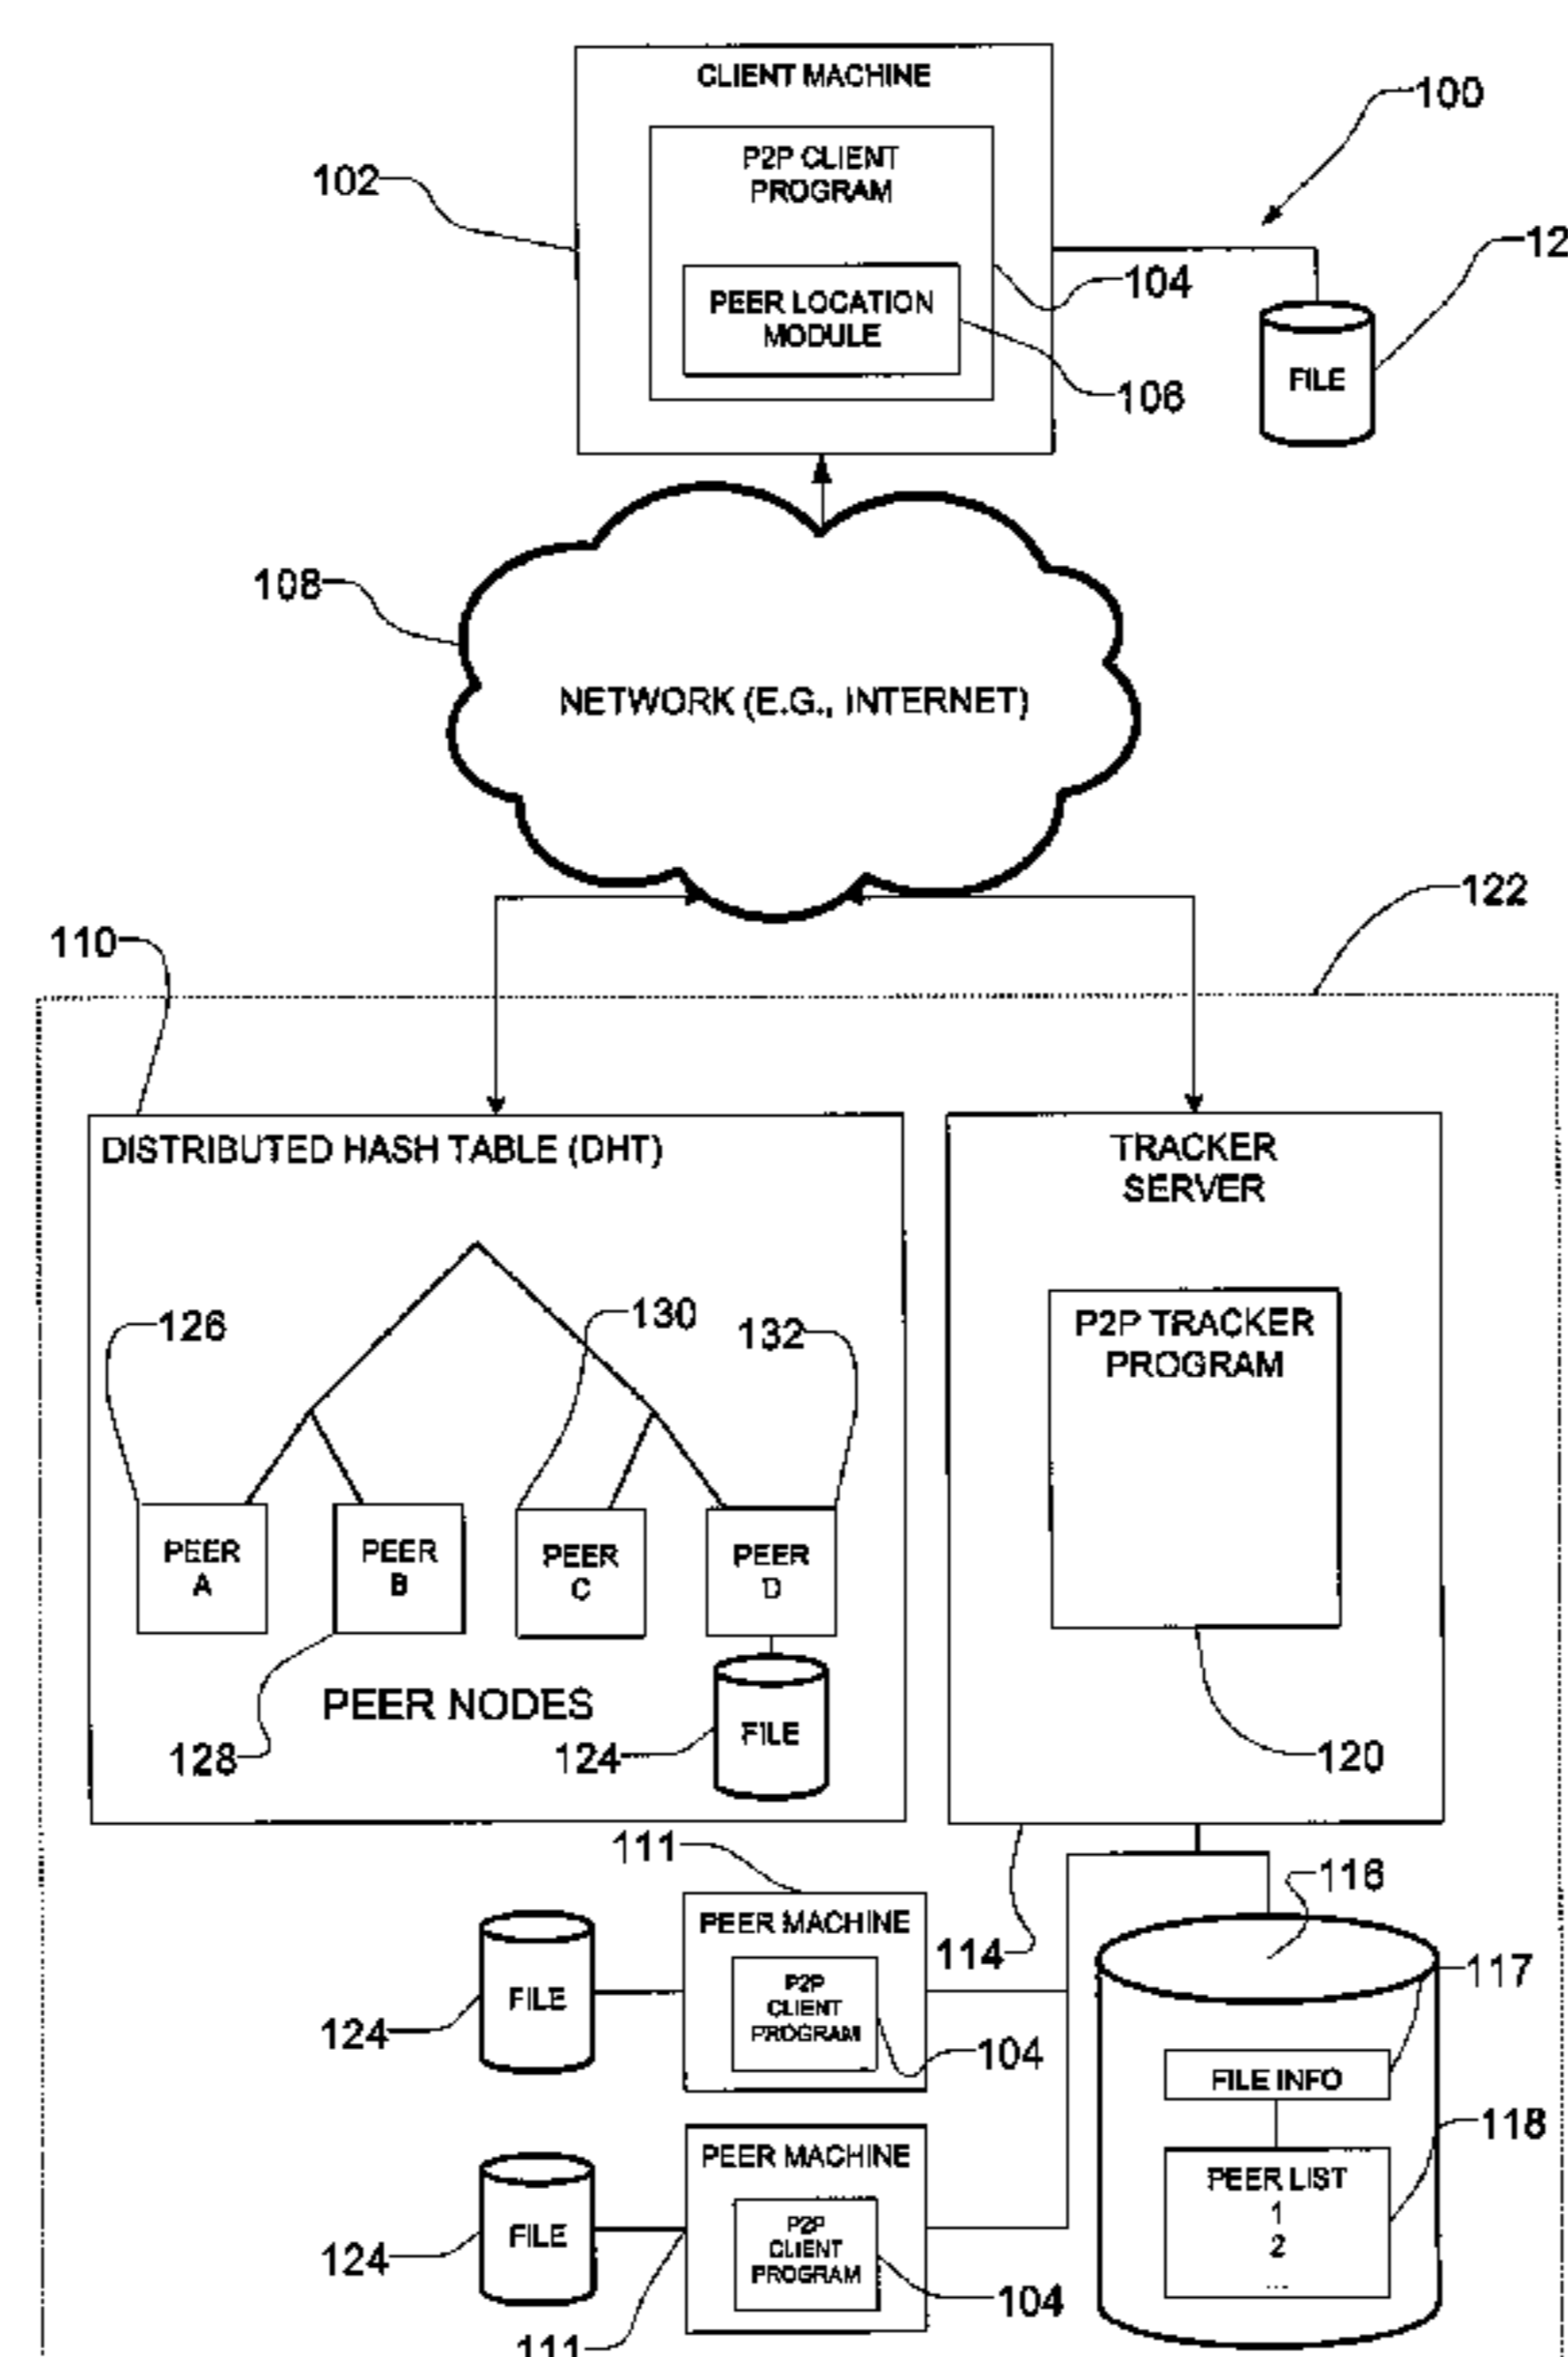 CLIENT MACHINE
100
P2P CLIENT
PROGRAM
102
12
104
PEER LOCATION
MODULE
106
FILE
108
NETWORK (E.G., INTERNET)
122
110
DISTRIBUTED HASH TABLE (DHT)
TRACKER
SERVER
126
130
132
P2P TRACKER
PROGRAM
PEER
A
PEER
B
PEER
C
PEER
D
PEER NODES
128
124
FILE
120
111
116
PEER MACHINE
114
117
FILE
P2P
CLIENT
PROGRAM
124
104
FILE INFO
118
PEER MACHINE
PEER LIST
1
2
...
FILE
P2P
CLIENT
PROGRAM
124
104
111